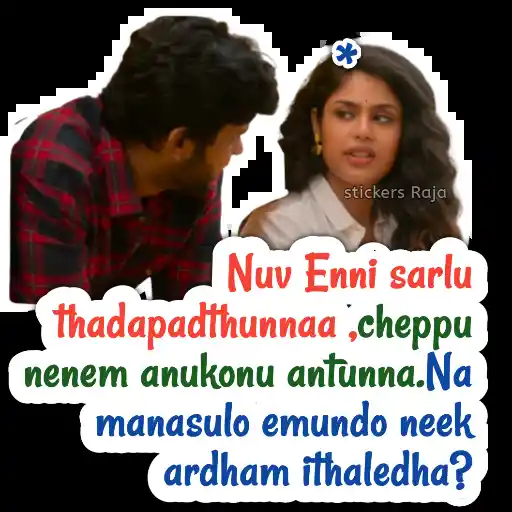 *
stickers Raja
Nuv Enni sarlu
thadapadthunnaa ,cheppu
nenem anukonu antunna.Na
manasulo emundo neek
ardham ithaledha?